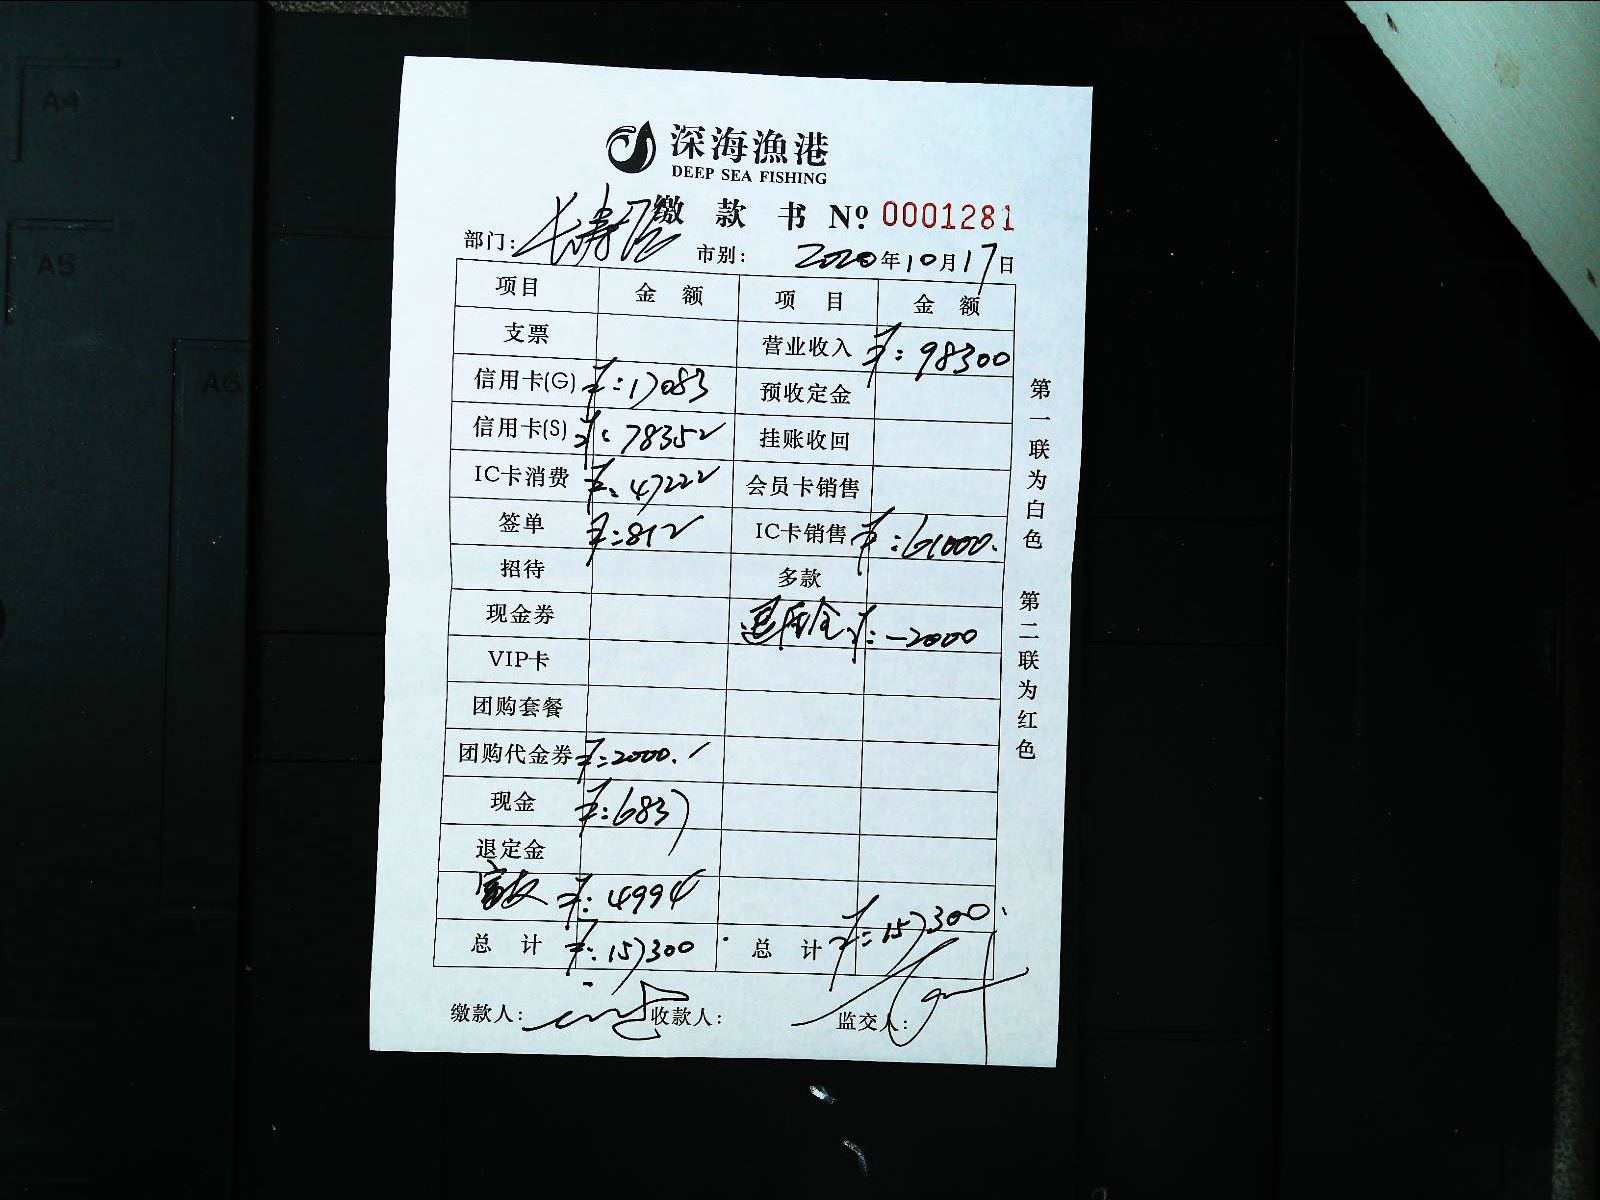 A4
A5
A6
深海渔港
DEEP SEA FISHING
缴 款 书 Nº 0001281
部门: 长寿 市别: 2020年10月17日
项目 金 额 项 目 金 额
支票 营业收入 ¥:98300
信用卡(G) ¥:17083 预收定金
信用卡(S) ¥:78352 挂账收回
IC卡消费 ¥:47222 会员卡销售
签单 ¥:812 IC卡销售 ¥:61000.
招待 多款
现金券 ¥:-2000
VIP卡
团购套餐
团购代金券 ¥:2000.
现金 ¥:6837
退定金
富友 ¥:4994
总 计 ¥:157300 总 计 ¥:157300.
缴款人: 收款人: 监交人:
第一联为白色 第二联为红色